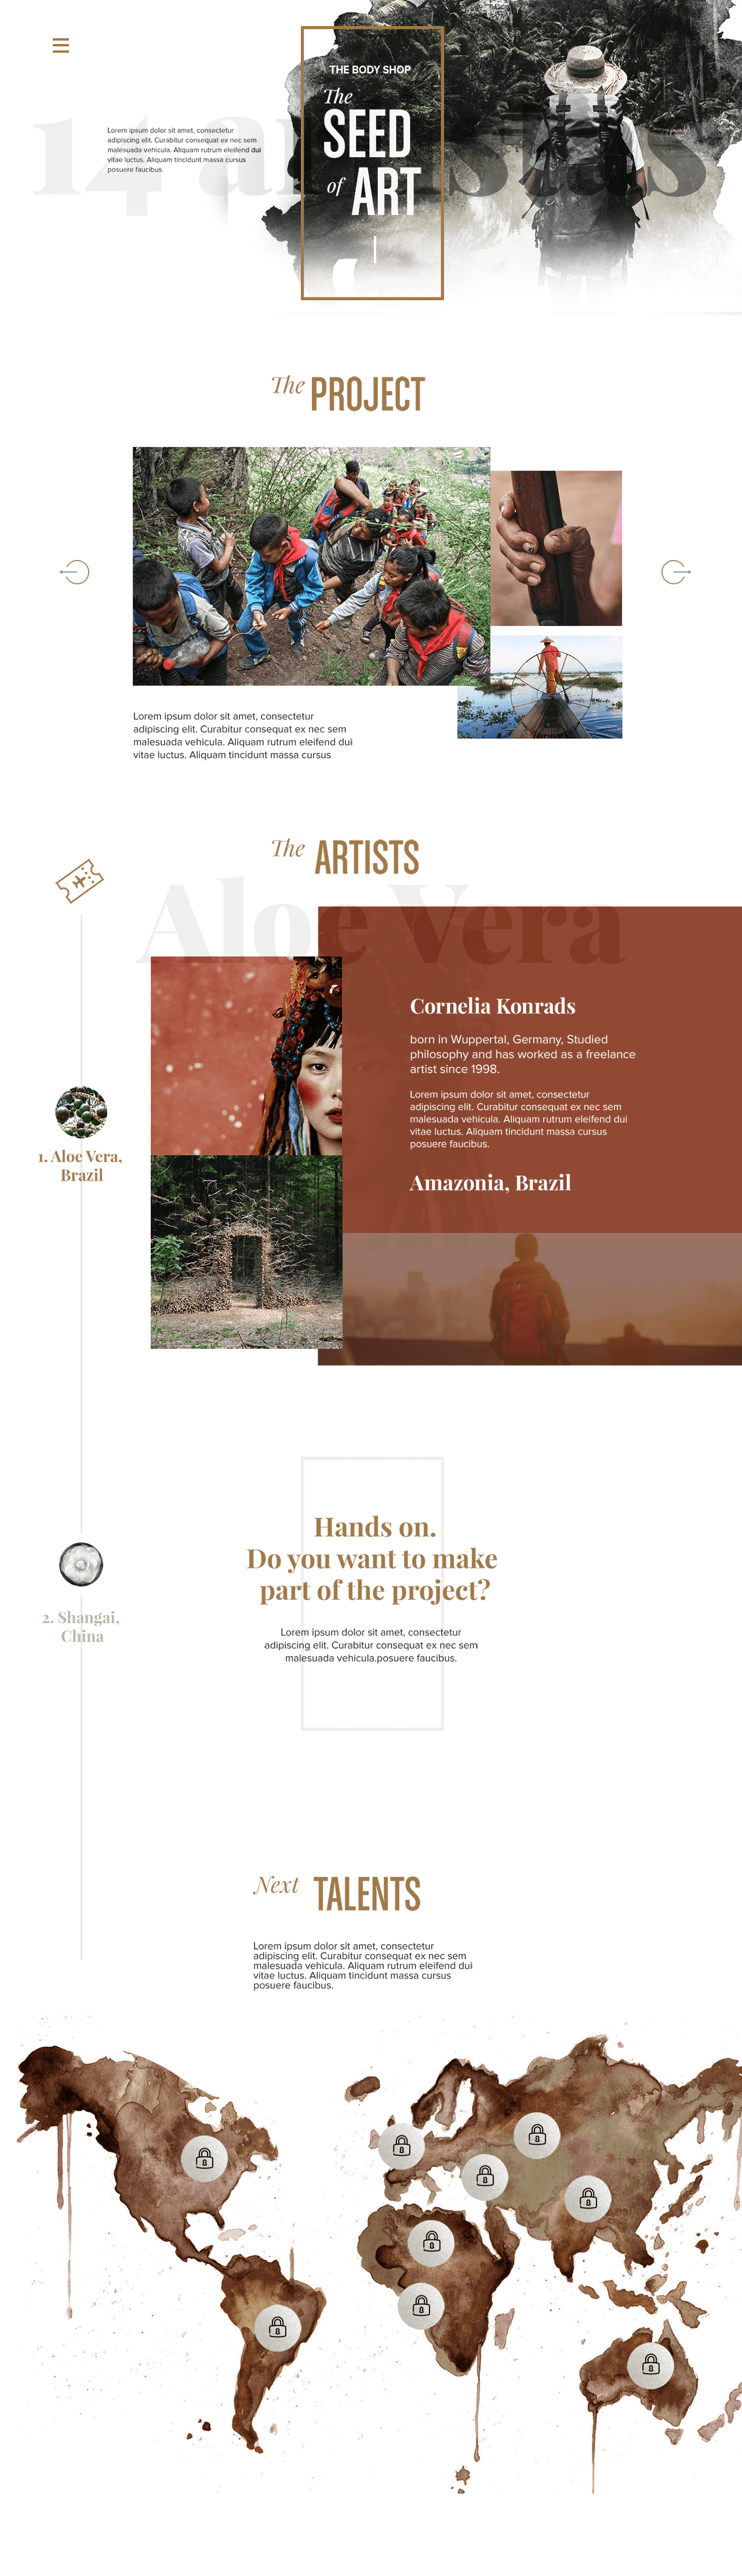 THE BODY SHOP
The
SEED
of ART
Lorem ipsum dolor sit amet, consectetur
adipiscing elit. Curabitur consequat ex nec sem
malesuada vehicula. Aliquam rutrum eleifend dui
vitae luctus. Aliquam tincidunt massa cursus
posuere faucibus.
The PROJECT
Lorem ipsum dolor sit amet, consectetur
adipiscing elit. Curabitur consequat ex nec sem
malesuada vehicula. Aliquam rutrum eleifend dui
vitae luctus. Aliquam tincidunt massa cursus
The ARTISTS
Aloe Vera
Cornelia Konrads
born in Wuppertal, Germany, Studied
philosophy and has worked as a freelance
artist since 1998.
Lorem ipsum dolor sit amet, consectetur
adipiscing elit. Curabitur consequat ex nec sem
malesuada vehicula. Aliquam rutrum eleifend dui
vitae luctus. Aliquam tincidunt massa cursus
posuere faucibus.
Amazonia, Brazil
1. Aloe Vera,
Brazil
Hands on.
Do you want to make
part of the project?
Lorem ipsum dolor sit amet, consectetur
adipiscing elit. Curabitur consequat ex nec sem
malesuada vehicula.posuere faucibus.
2. Shangai,
China
Next TALENTS
Lorem ipsum dolor sit amet, consectetur
adipiscing elit. Curabitur consequat ex nec sem
malesuada vehicula. Aliquam rutrum eleifend dui
vitae luctus. Aliquam tincidunt massa cursus
posuere faucibus.